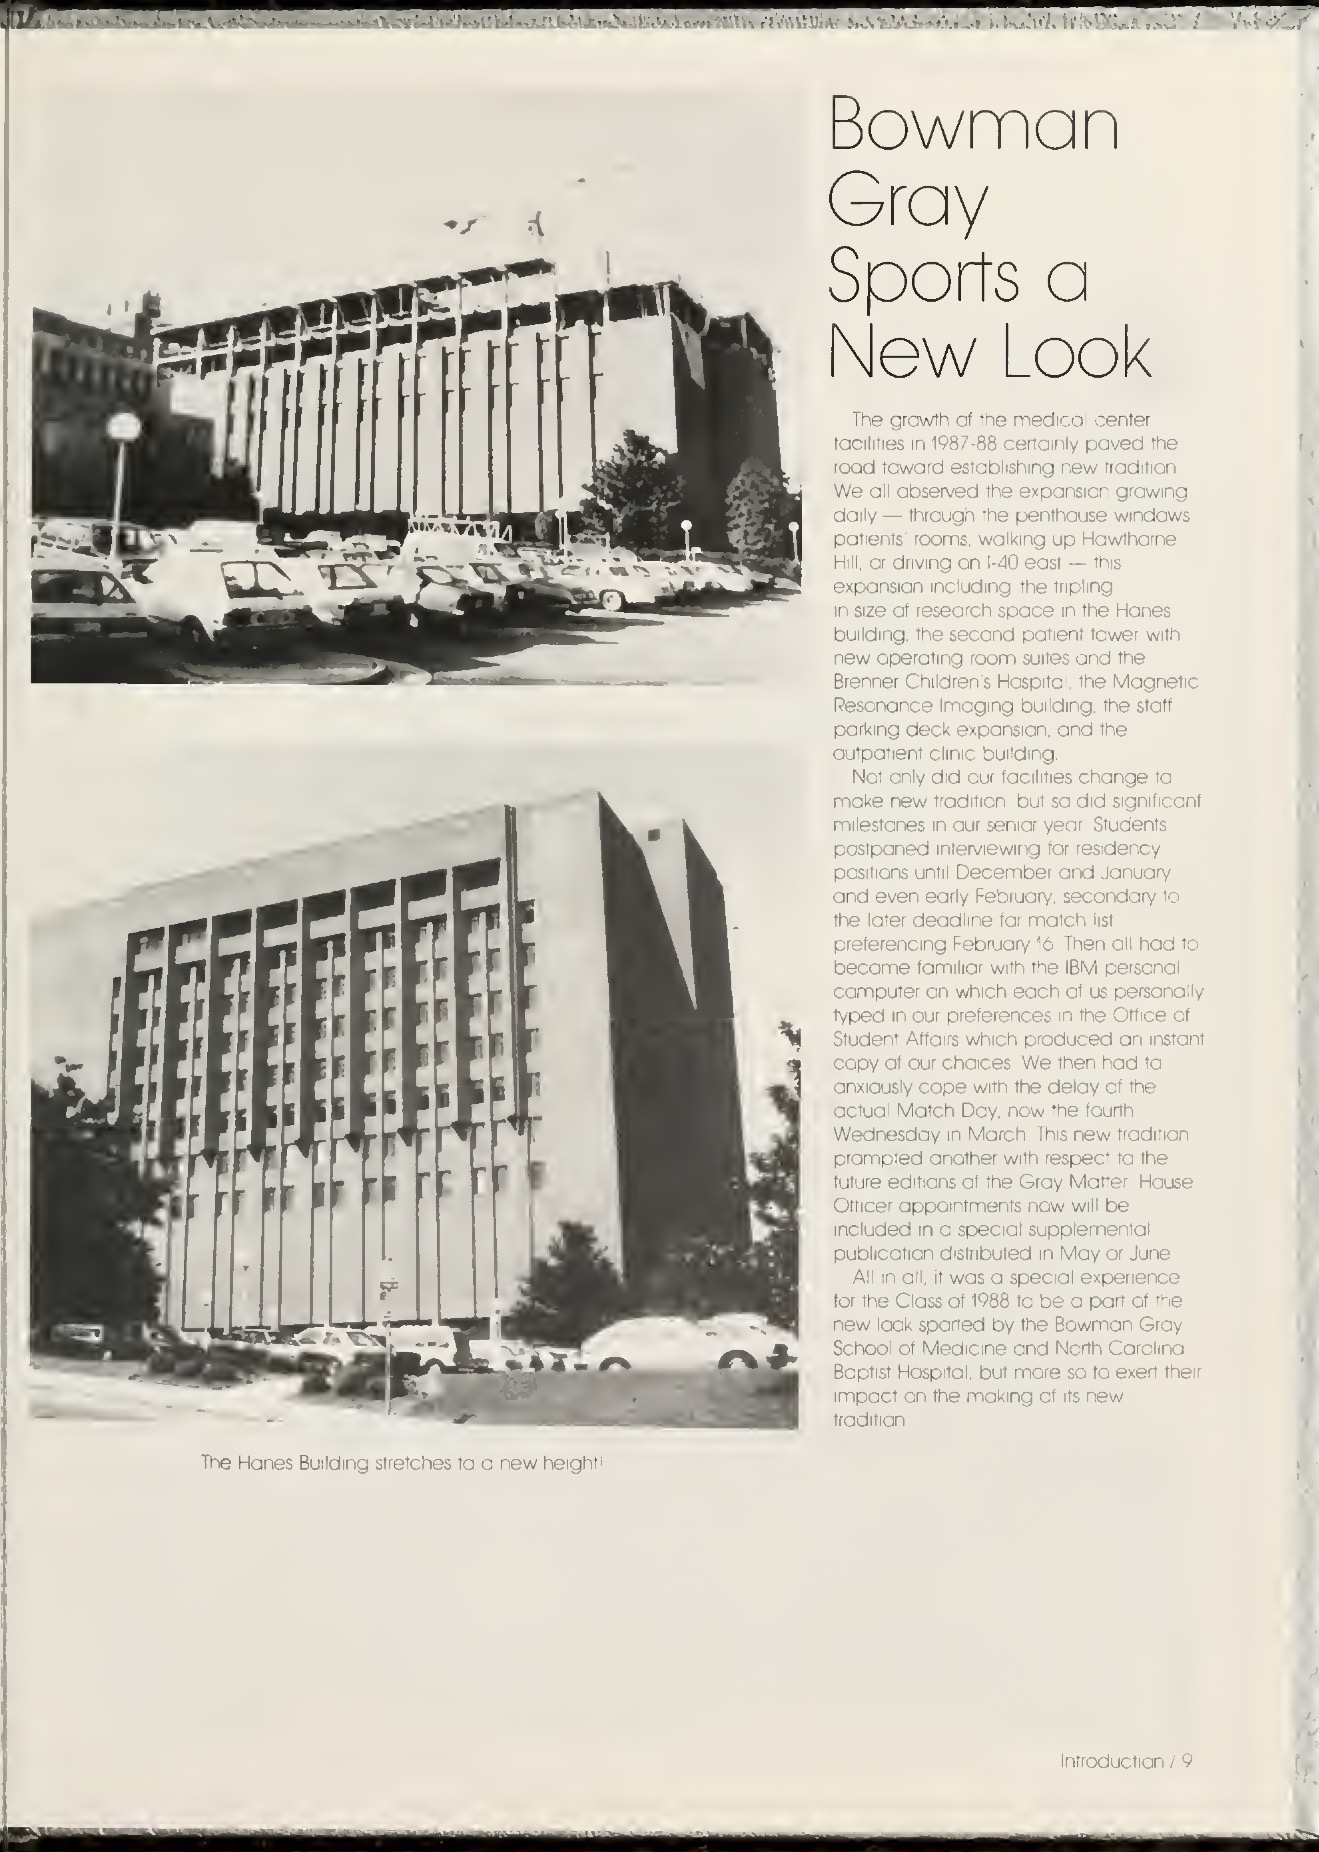 Bowman
Gray
Sports a
New Look
The growth of the medical center
facilities in 1987-88 certainly paved the
road toward establishing new tradition
We all observed the expansion growing
daily — through the penthouse windows
patients' rooms, walking up Hawthorne
Hill, or driving on I-40 east — this
expansion including the tripling
in size of research space in the Hanes
building, the second patient tower with
new operating room suites and the
Brenner Children's Hospital, the Magnetic
Resonance Imaging building, the staff
parking deck expansion, and the
outpatient clinic building.
Not only did our facilities change to
make new tradition but so did significant
milestones in our senior year Students
postponed interviewing for residency
positions until December and January
and even early February, secondary to
the later deadline for match list
preferencing February 16 Then all had to
become familiar with the IBM personal
computer on which each of us personally
typed in our preferences in the Office of
Student Affairs which produced an instant
copy of our choices We then had to
anxiously cope with the delay of the
actual Match Day, now the fourth
Wednesday in March This new tradition
prompted another with respect to the
future editions of the Gray Matter House
Officer appointments now will be
included in a special supplemental
publication distributed in May or June
All in all, it was a special experience
for the Class of 1988 to be a part of the
new look sported by the Bowman Gray
School of Medicine and North Carolina
Baptist Hospital, but more so to exert their
impact on the making of its new
tradition
The Hanes Building stretches to a new height!
Introduction / 9